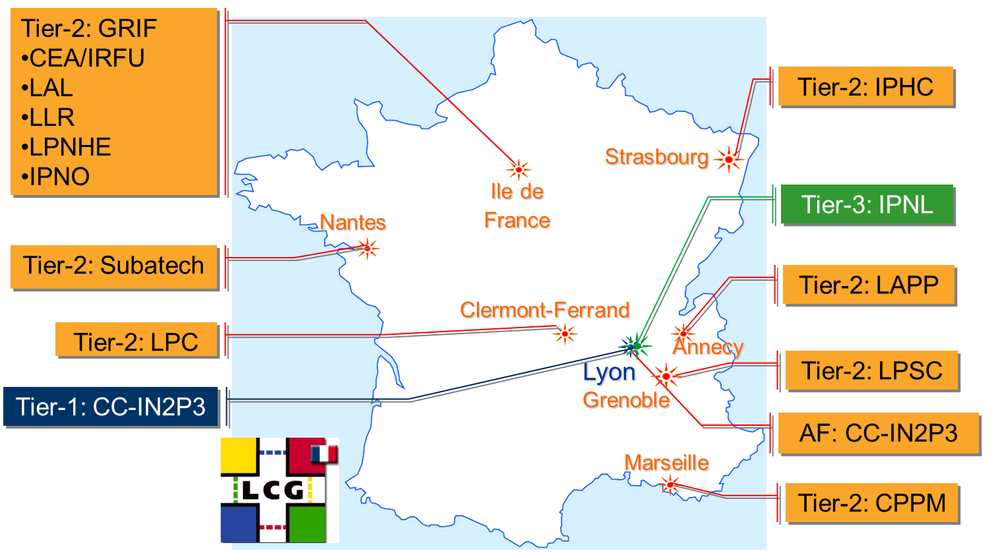 Tier-2: GRIF
•CEA/IRFU
•LAL
•LLR
•LPNHE
•IPNO
Tier-2: IPHC
Strasbourg
Ile de
France
Tier-3: IPNL
Nantes
Tier-2: Subatech
Tier-2: LAPP
Clermont-Ferrand
Tier-2: LPC
Annecy
Lyon
Tier-2: LPSC
Grenoble
Tier-1: CC-IN2P3
AF: CC-IN2P3
Marseille
LCG
Tier-2: CPPM